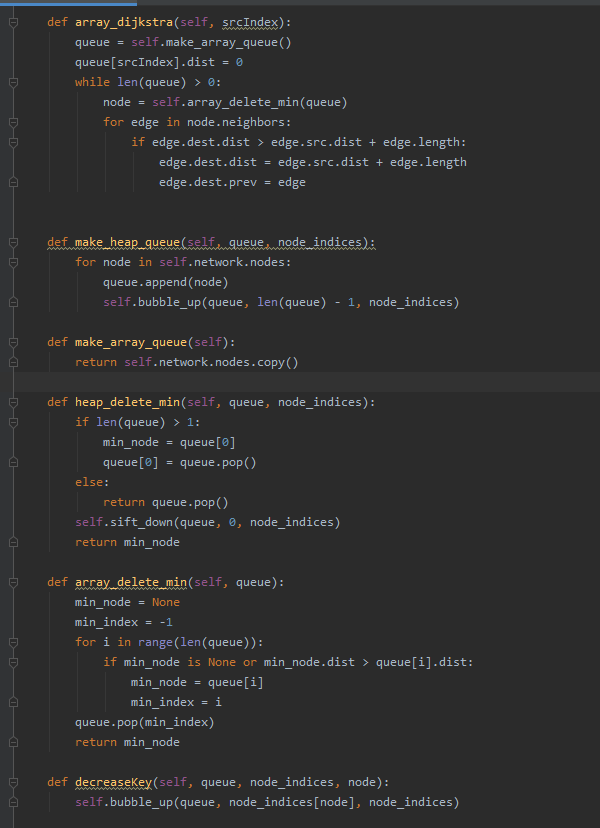 def array_dijkstra(self, srcIndex):
    queue = self.make_array_queue()
    queue[srcIndex].dist = 0
    while len(queue) > 0:
        node = self.array_delete_min(queue)
        for edge in node.neighbors:
            if edge.dest.dist > edge.src.dist + edge.length:
                edge.dest.dist = edge.src.dist + edge.length
                edge.dest.prev = edge
def make_heap_queue(self, queue, node_indices):
    for node in self.network.nodes:
        queue.append(node)
        self.bubble_up(queue, len(queue) - 1, node_indices)
def make_array_queue(self):
    return self.network.nodes.copy()
def heap_delete_min(self, queue, node_indices):
    if len(queue) > 1:
        min_node = queue[0]
        queue[0] = queue.pop()
    else:
        return queue.pop()
    self.sift_down(queue, 0, node_indices)
    return min_node
def array_delete_min(self, queue):
    min_node = None
    min_index = -1
    for i in range(len(queue)):
        if min_node is None or min_node.dist > queue[i].dist:
            min_node = queue[i]
            min_index = i
    queue.pop(min_index)
    return min_node
def decreaseKey(self, queue, node_indices, node):
    self.bubble_up(queue, node_indices[node], node_indices)